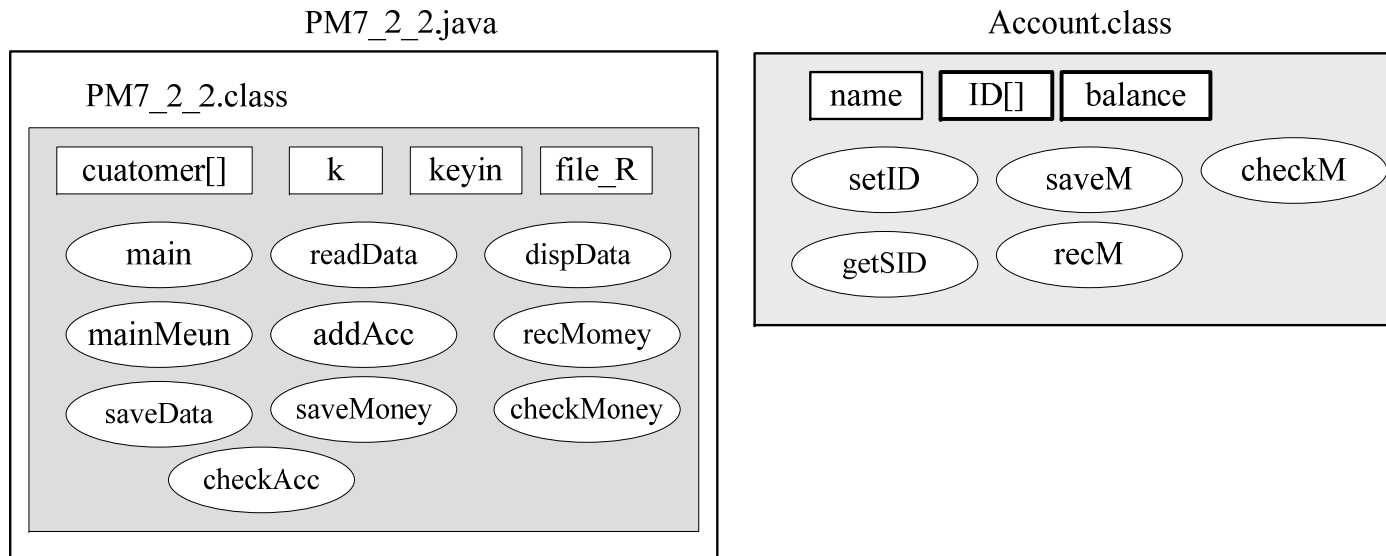 PM7_2_2.java
Account.class
PM7_2_2.class
cuatomer[] k keyin file_R
main readData dispData
mainMeun addAcc recMomey
saveData saveMoney checkMoney
checkAcc
name ID[] balance
setID saveM checkM
getSID recM